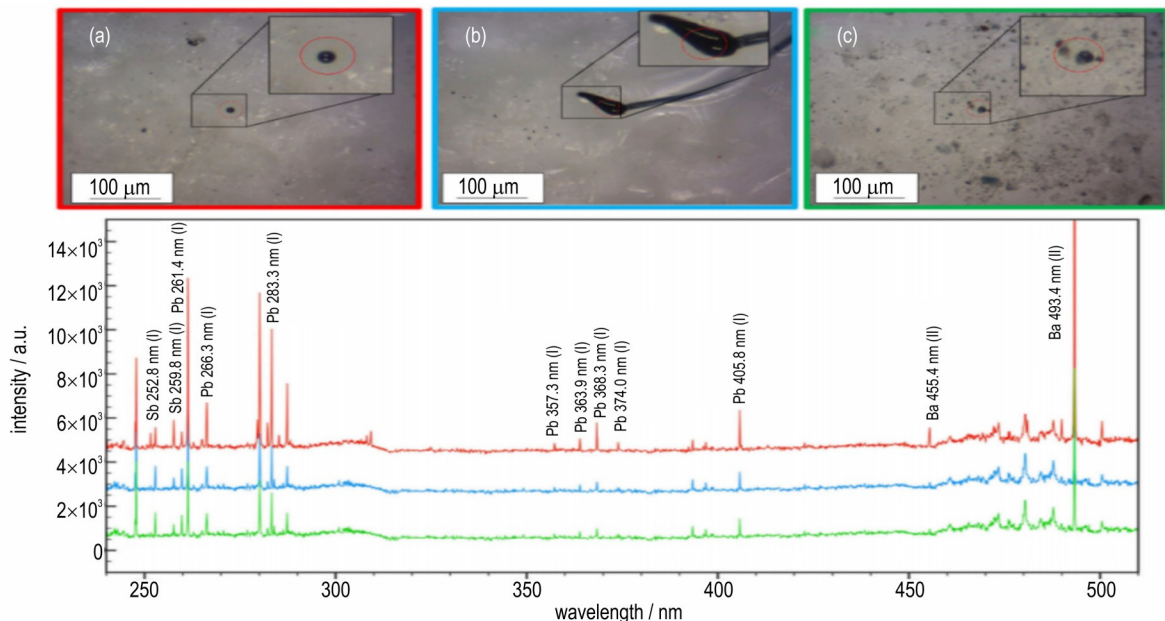 (a)
(b)
(c)
100 μm
100 μm
100 μm
14×10³
12×10³
10×10³
8×10³
6×10³
4×10³
2×10³
0
intensity / a.u.
Sb 252.8 nm (I)
Sb 259.8 nm (I)
Pb 261.4 nm (I)
Pb 266.3 nm (I)
Pb 283.3 nm (I)
Pb 357.3 nm (I)
Pb 363.9 nm (I)
Pb 368.3 nm (I)
Pb 374.0 nm (I)
Pb 405.8 nm (I)
Ba 455.4 nm (II)
Ba 493.4 nm (II)
250
300
350
400
450
500
wavelength / nm